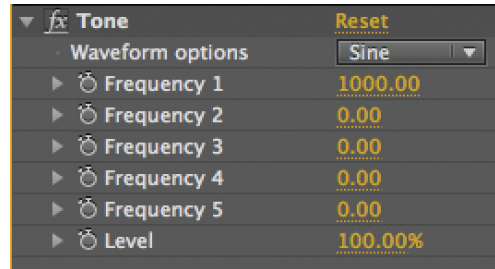 fx Tone Reset
Waveform options Sine
Frequency 1 1000.00
Frequency 2 0.00
Frequency 3 0.00
Frequency 4 0.00
Frequency 5 0.00
Level 100.00%